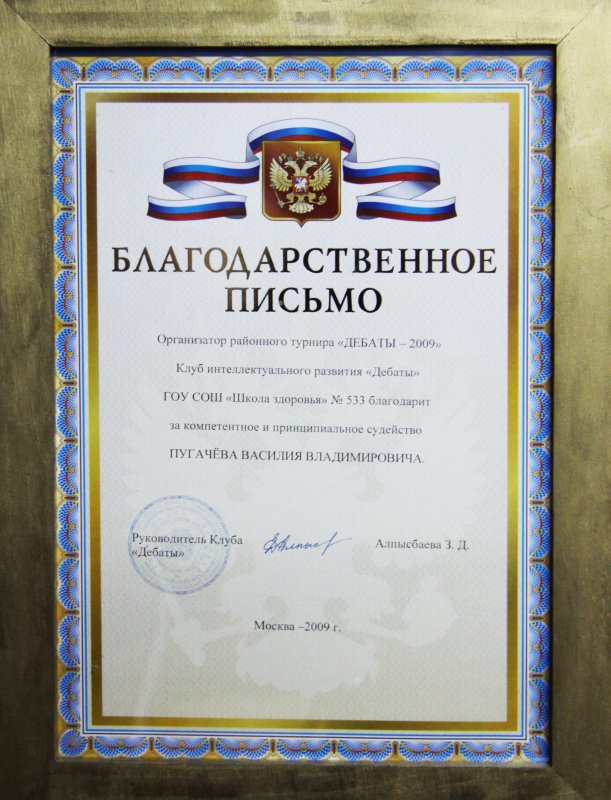 БЛАГОДАРСТВЕННОЕ
ПИСЬМО
Организатор районного турнира «ДЕБАТЫ – 2009»
Клуб интеллектуального развития «Дебаты»
ГОУ СОШ «Школа здоровья» № 533 благодарит
за компетентное и принципиальное судейство
ПУГАЧЁВА ВАСИЛИЯ ВЛАДИМИРОВИЧА.
Руководитель Клуба
«Дебаты»
Алпысбаева З. Д.
Москва –2009 г.